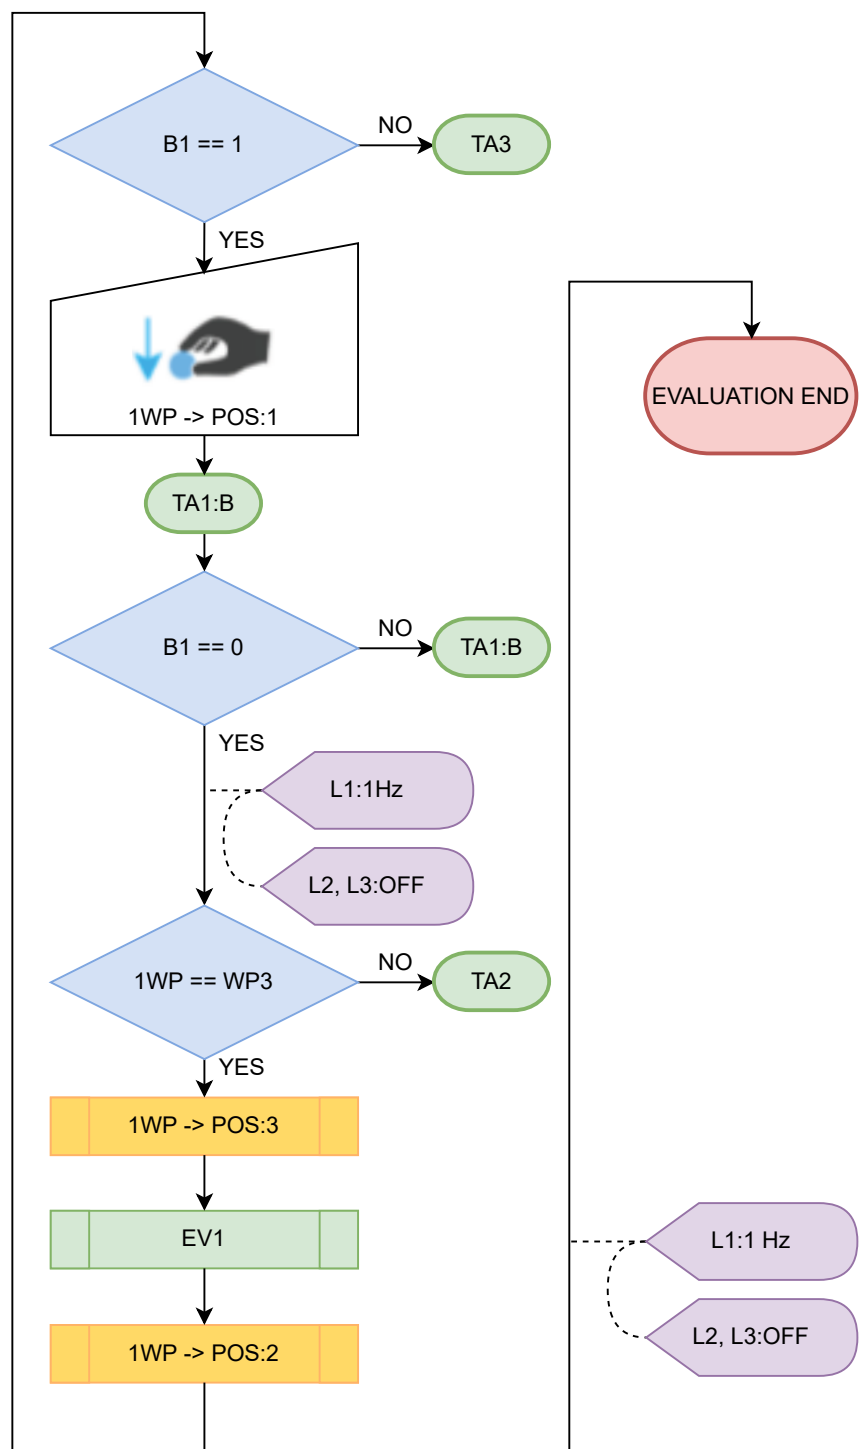 B1 == 1
NO
TA3
YES
1WP -> POS:1
TA1:B
B1 == 0
NO
TA1:B
YES
L1:1Hz
L2, L3:OFF
1WP == WP3
NO
TA2
YES
1WP -> POS:3
EV1
1WP -> POS:2
EVALUATION END
L1:1 Hz
L2, L3:OFF